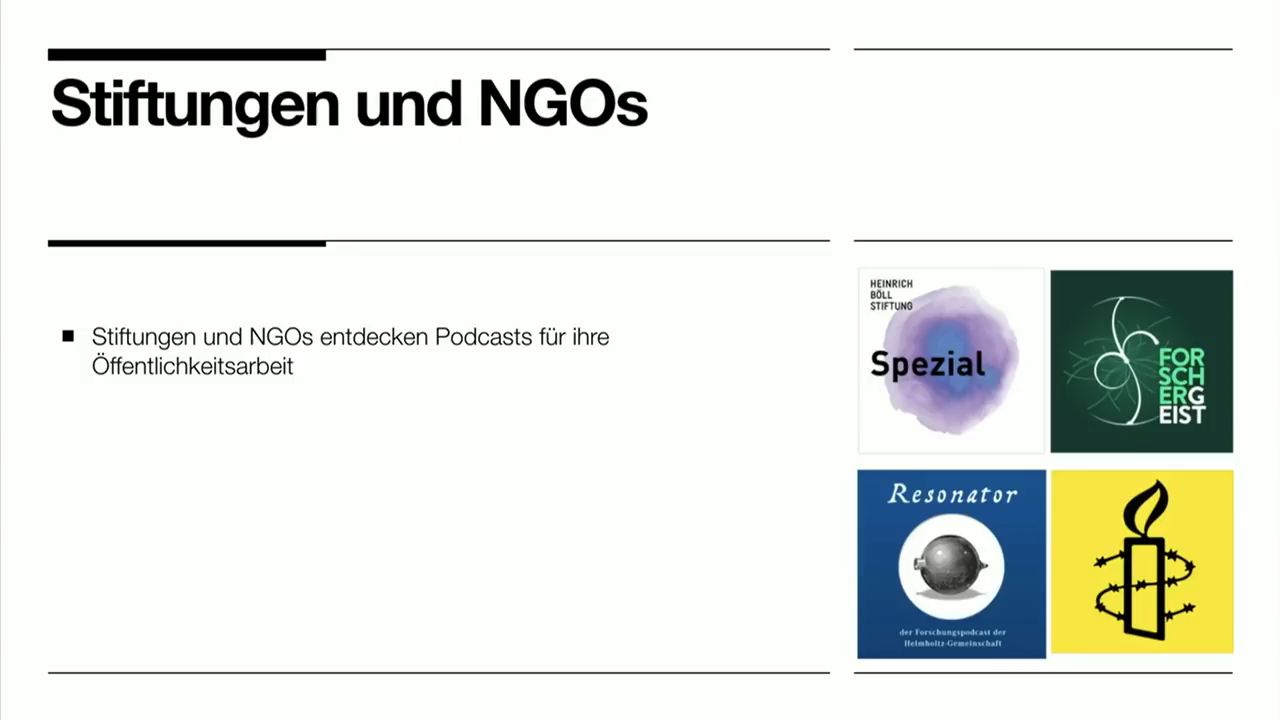 Stiftungen und NGOs
Stiftungen und NGOs entdecken Podcasts für ihre
Öffentlichkeitsarbeit
HEINRICH
BÖLL
STIFTUNG
Spezial
FOR
SCH
ERG
EIST
Resonator
der Forschungspodcast der
Helmholtz-Gemeinschaft